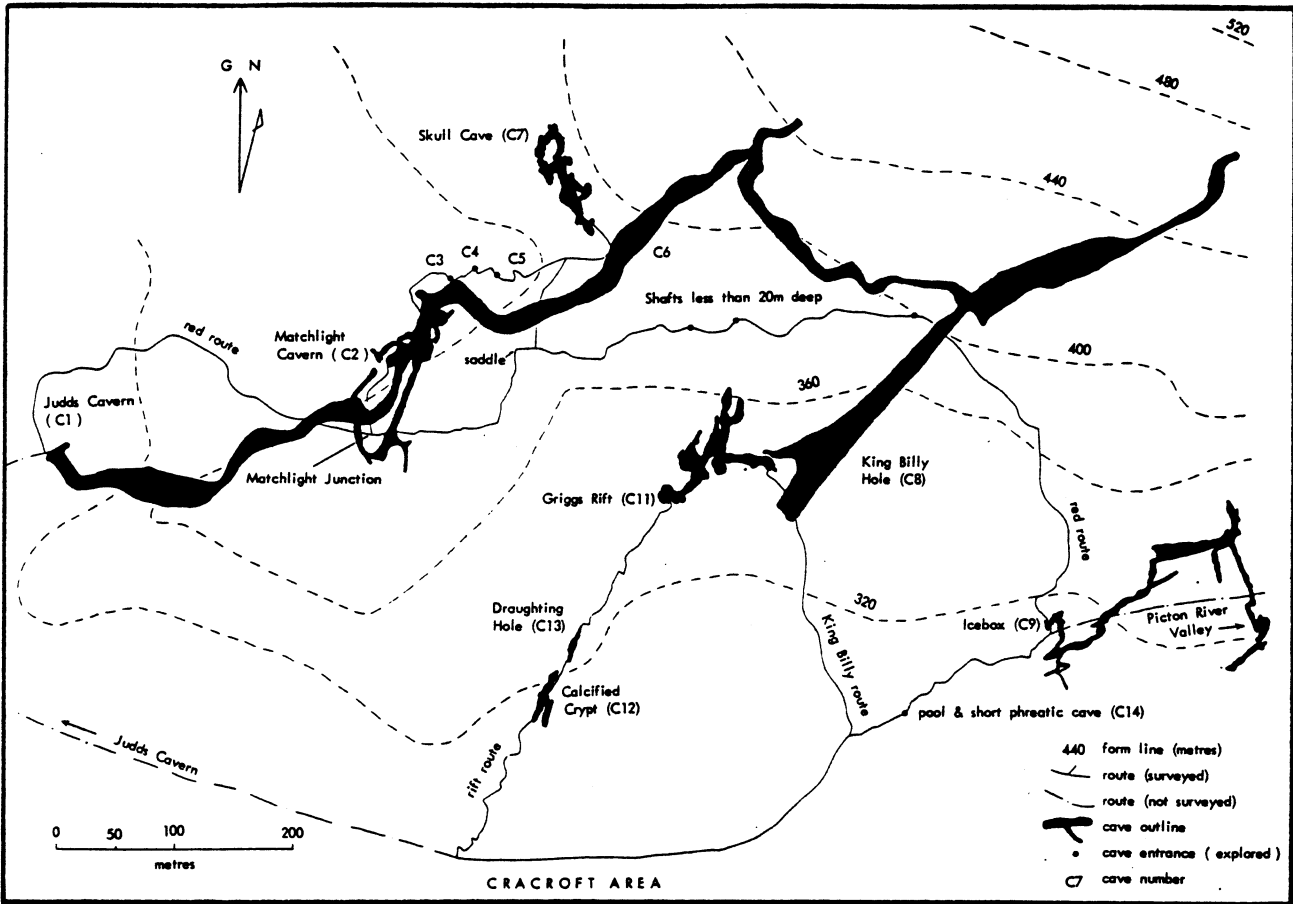 520
G N
480
Skull Cave (C7)
440
C3
C4
C5
C6
Shafts less than 20m deep
red route
Matchlight
Cavern (C2)
saddle
400
360
Judds Cavern
(C1)
Matchlight Junction
King Billy
Hole (C8)
Griggs Rift (C11)
red route
Draughting
Hole (C13)
320
Icebox (C9)
Picton River
Valley
King Billy route
Calcified
Crypt (C12)
pool & short phreatic cave (C14)
Judds Cavern
rift route
440 form line (metres)
route (surveyed)
route (not surveyed)
cave outline
cave entrance (explored)
C7 cave number
0 50 100 200
metres
CRACROFT AREA